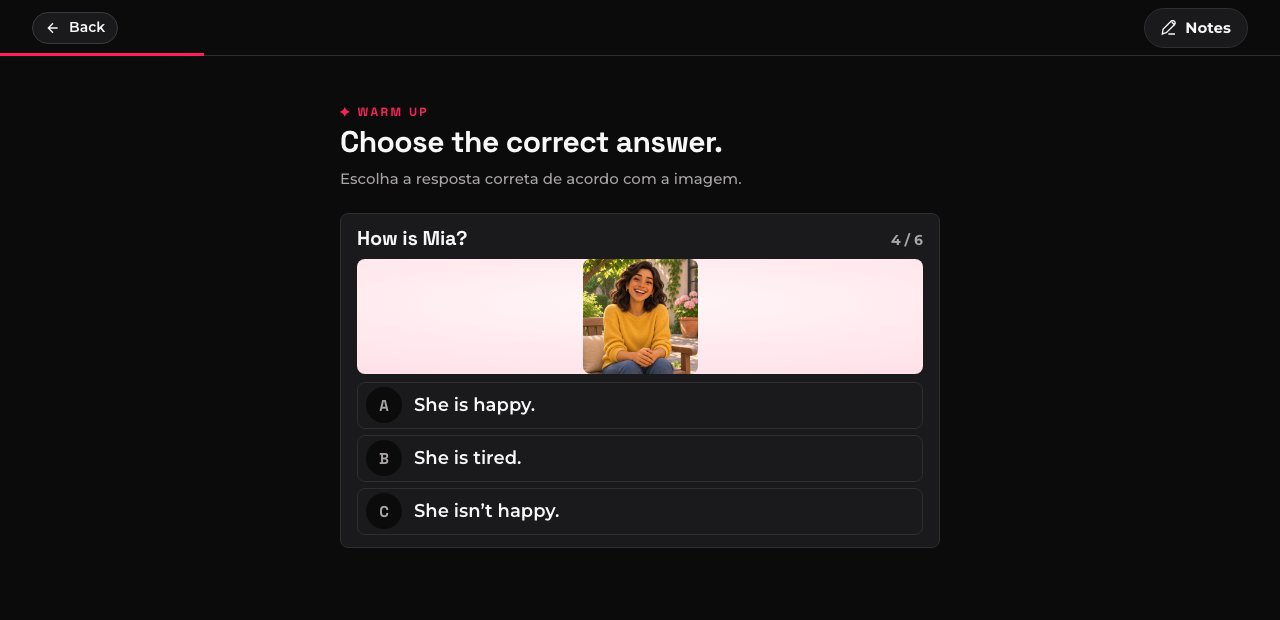 Back
Notes
WARM UP
Choose the correct answer.
Escolha a resposta correta de acordo com a imagem.
How is Mia?
4 / 6
A She is happy.
B She is tired.
C She isn’t happy.